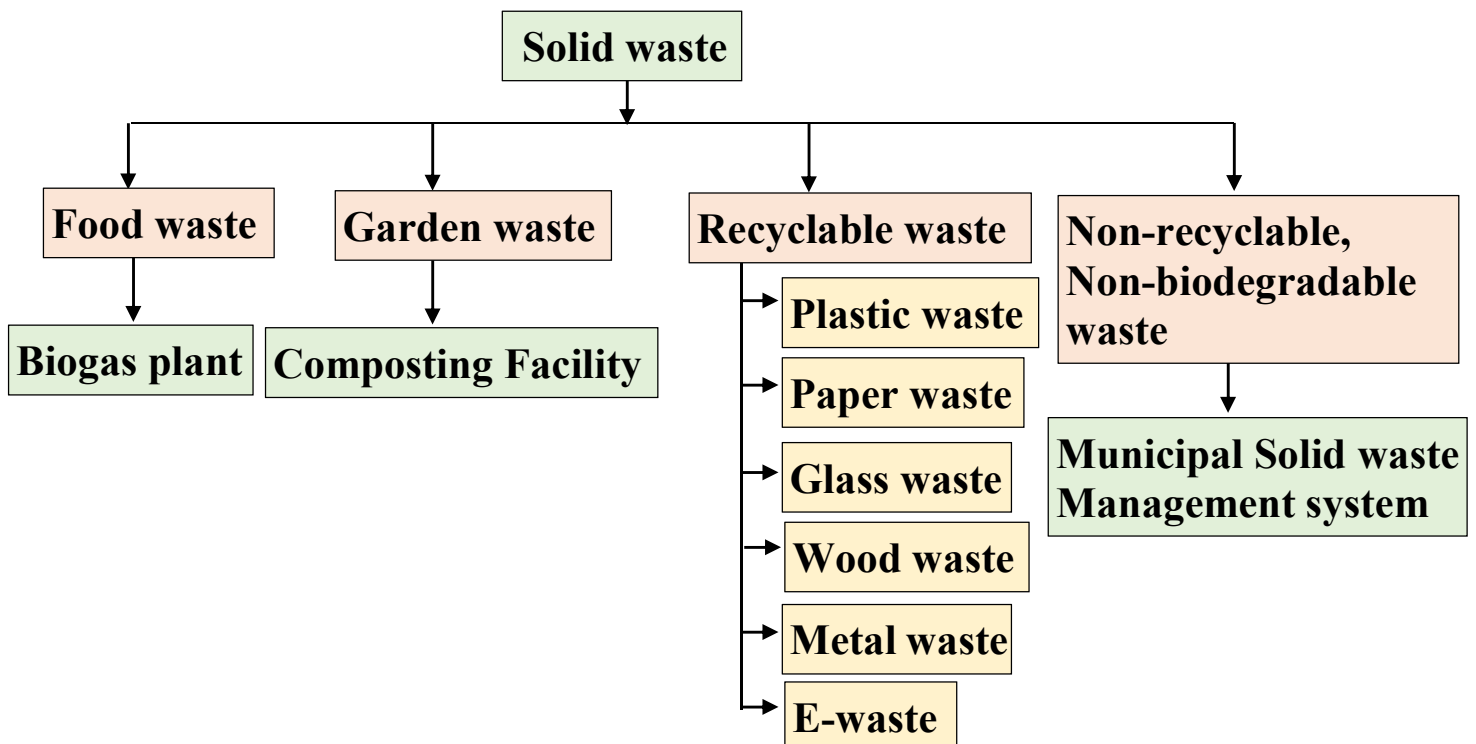 Solid waste
Food waste
Garden waste
Recyclable waste
Non-recyclable,
Non-biodegradable
waste
Biogas plant
Composting Facility
Plastic waste
Paper waste
Glass waste
Wood waste
Metal waste
E-waste
Municipal Solid waste
Management system